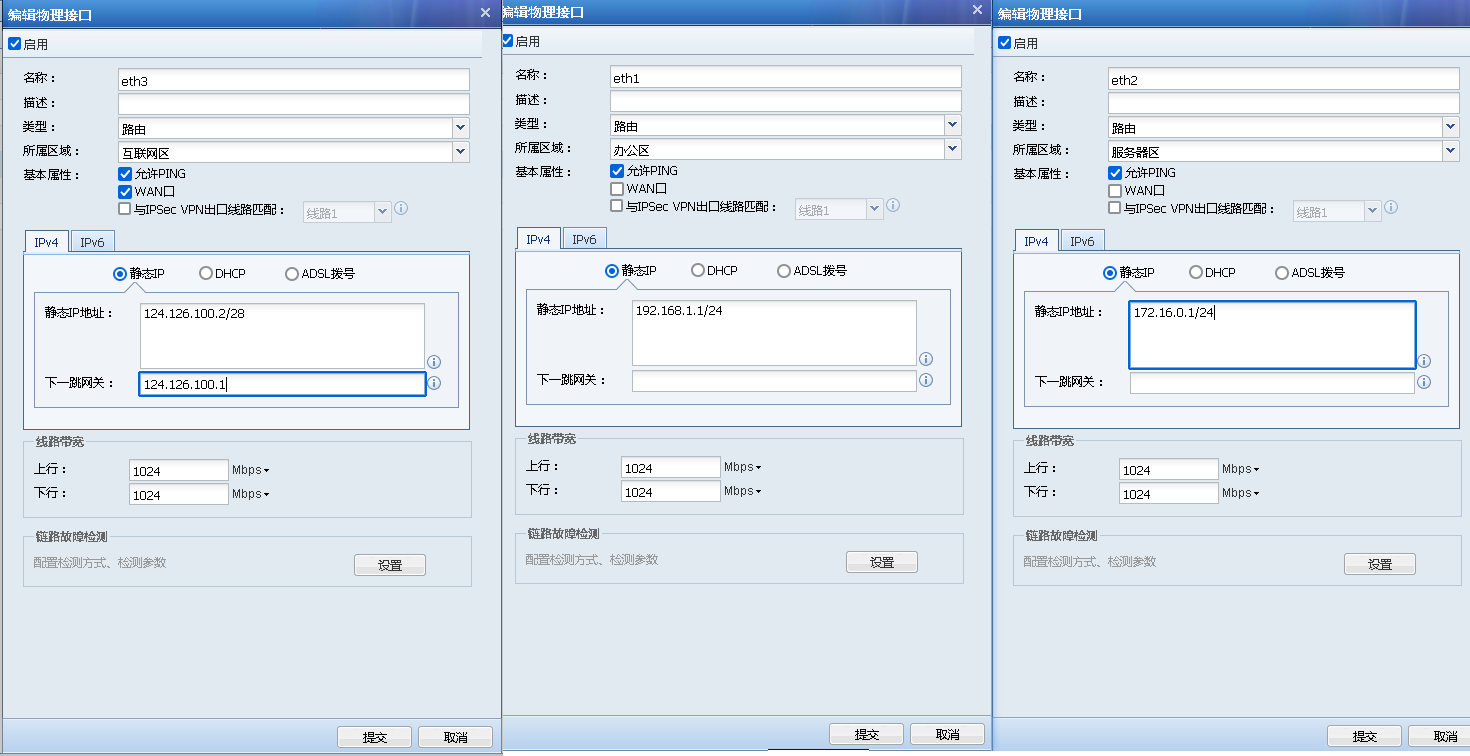 编辑物理接口
启用
名称：
eth3
描述：
类型：
路由
所属区域：
互联网区
基本属性：
允许PING
WAN口
与IPSec VPN出口线路匹配：
线路1
IPv4
IPv6
静态IP
DHCP
ADSL拨号
静态IP地址：
124.126.100.2/28
下一跳网关：
124.126.100.1
线路带宽
上行：
1024
Mbps
下行：
1024
Mbps
链路故障检测
配置检测方式、检测参数
设置
提交
取消
编辑物理接口
启用
名称：
eth1
描述：
类型：
路由
所属区域：
办公区
基本属性：
允许PING
WAN口
与IPSec VPN出口线路匹配：
线路1
IPv4
IPv6
静态IP
DHCP
ADSL拨号
静态IP地址：
192.168.1.1/24
下一跳网关：
线路带宽
上行：
1024
Mbps
下行：
1024
Mbps
链路故障检测
配置检测方式、检测参数
设置
提交
取消
编辑物理接口
启用
名称：
eth2
描述：
类型：
路由
所属区域：
服务器区
基本属性：
允许PING
WAN口
与IPSec VPN出口线路匹配：
线路1
IPv4
IPv6
静态IP
DHCP
ADSL拨号
静态IP地址：
172.16.0.1/24
下一跳网关：
线路带宽
上行：
1024
Mbps
下行：
1024
Mbps
链路故障检测
配置检测方式、检测参数
设置
提交
取消